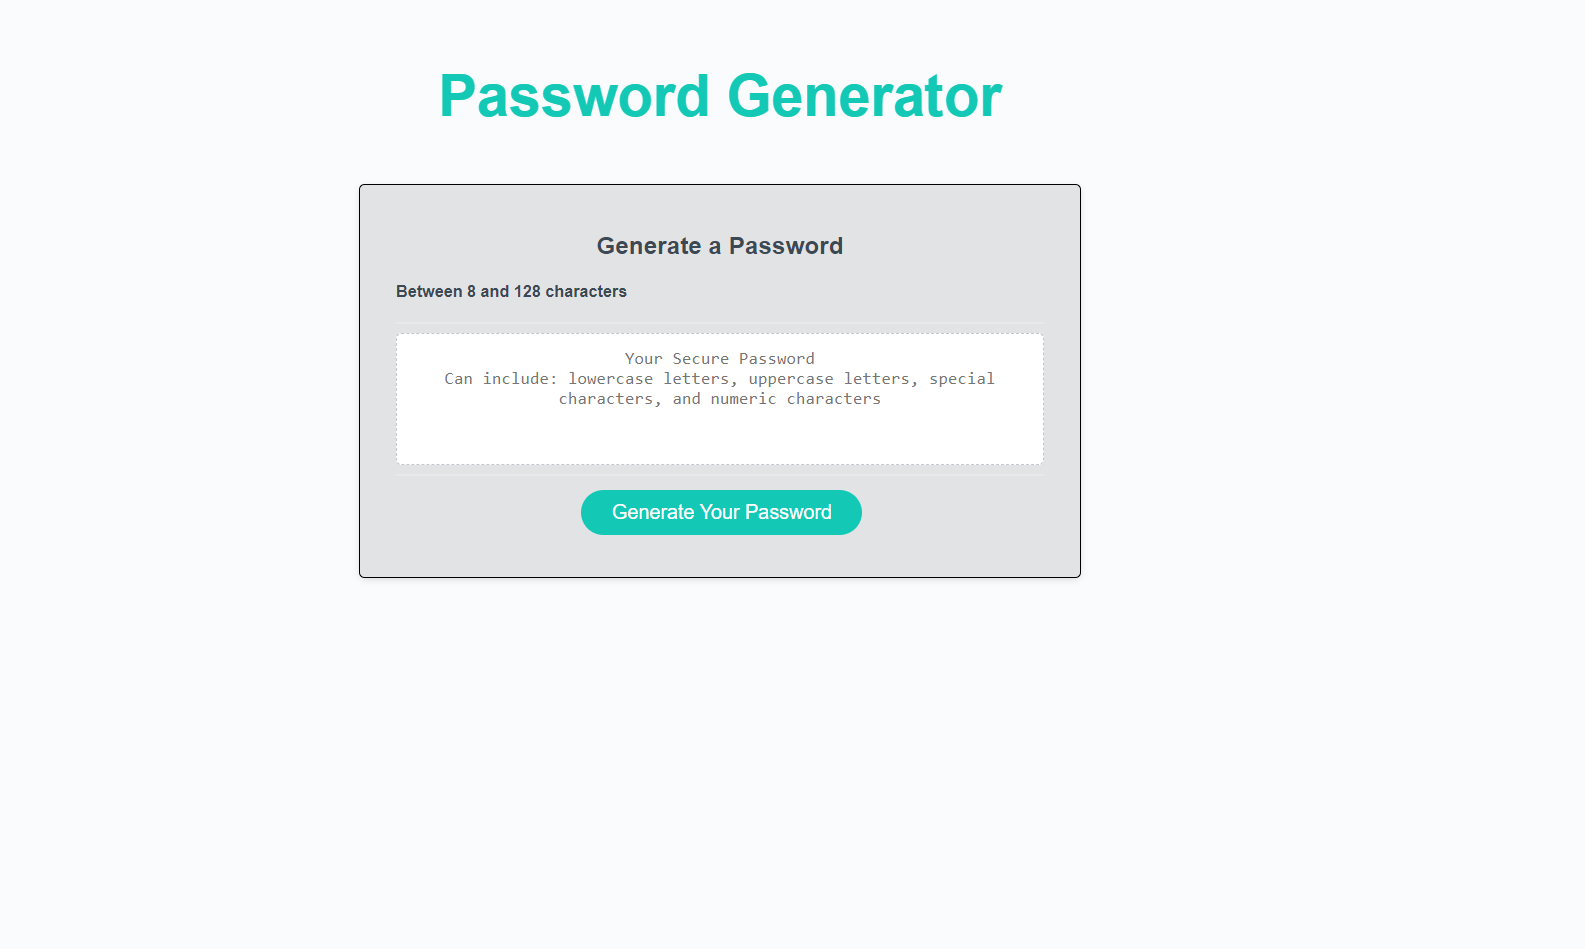 Password Generator
Generate a Password
Between 8 and 128 characters
Your Secure Password
Can include: lowercase letters, uppercase letters, special
characters, and numeric characters
Generate Your Password